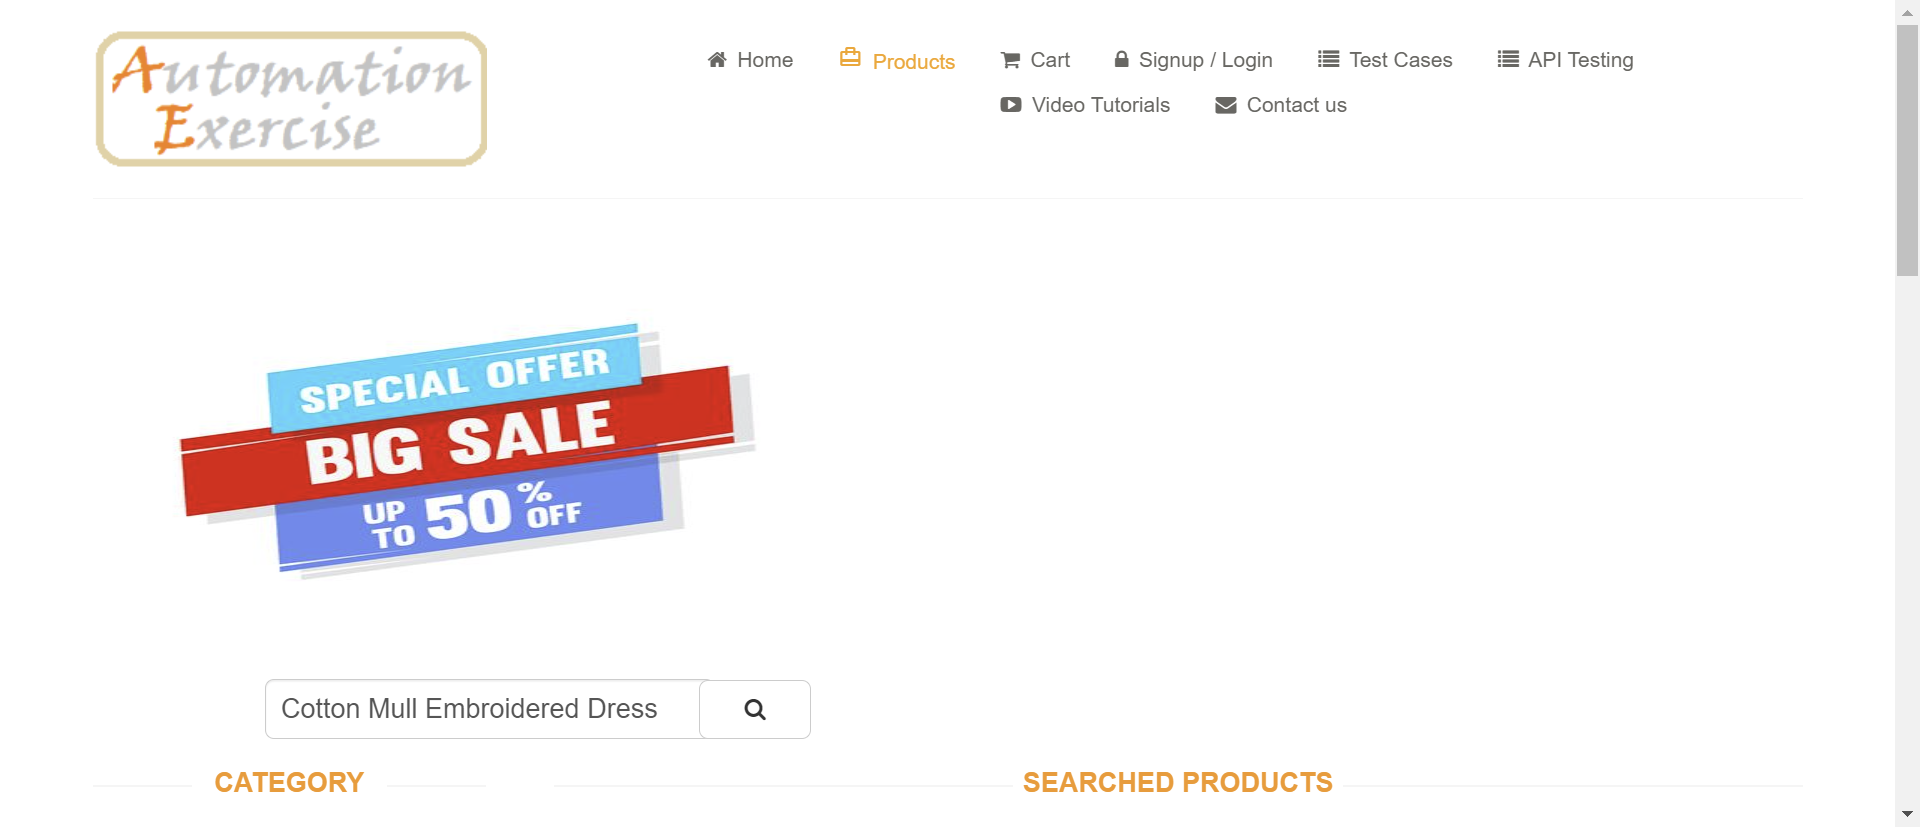 Automation
Exercise
Home
Products
Cart
Signup / Login
Test Cases
API Testing
Video Tutorials
Contact us
SPECIAL OFFER
BIG SALE
UP TO 50% OFF
Cotton Mull Embroidered Dress
CATEGORY
SEARCHED PRODUCTS